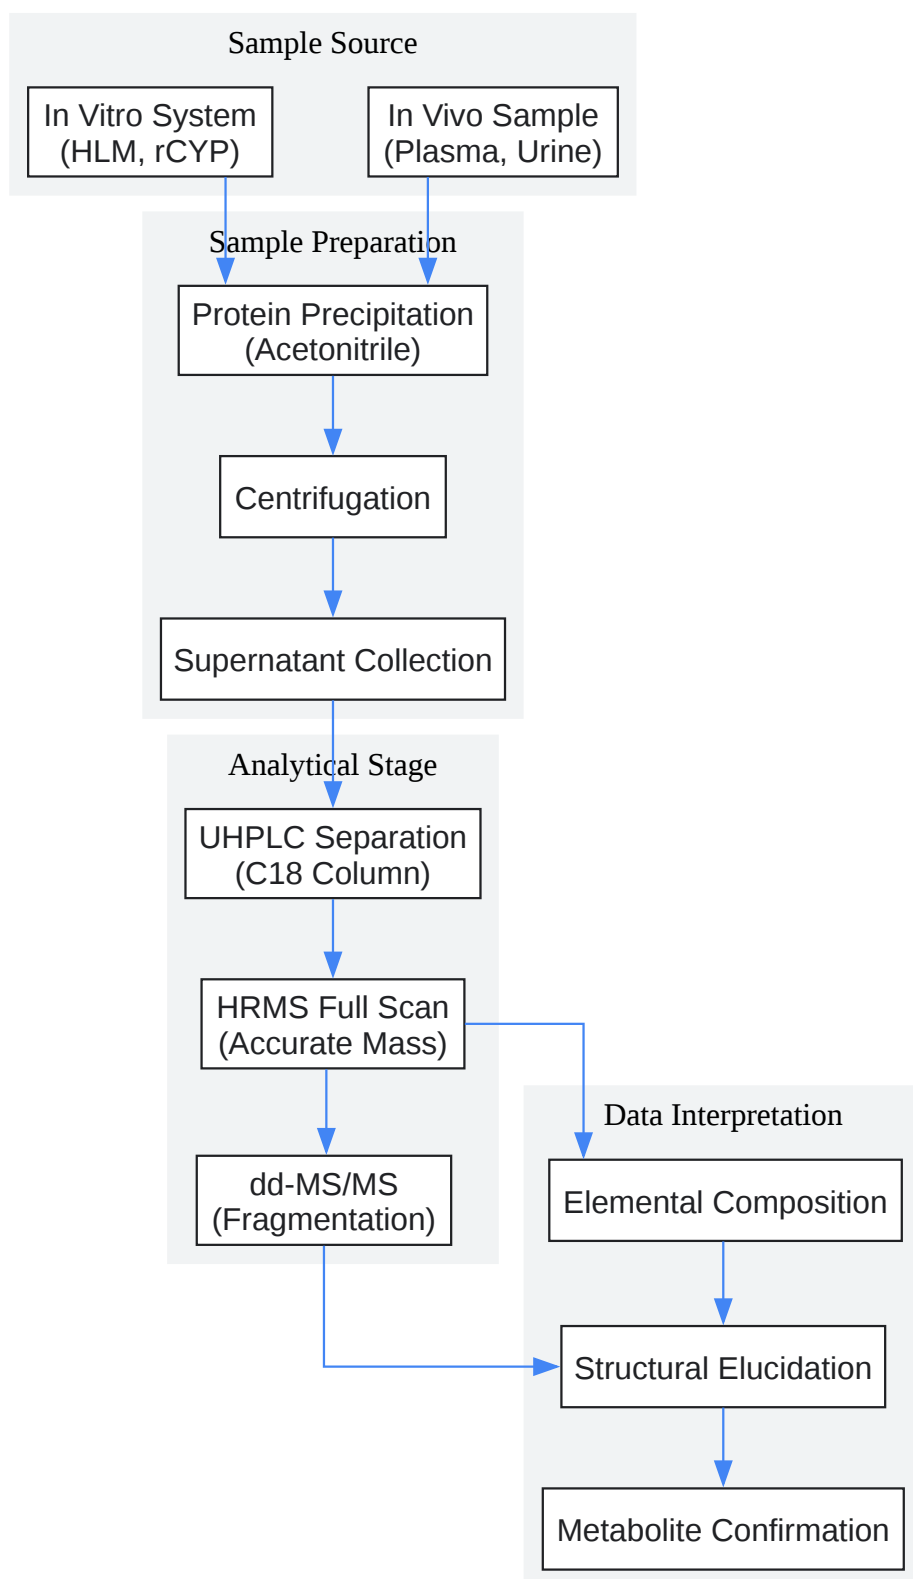 Sample Source
In Vitro System
(HLM, rCYP)
In Vivo Sample
(Plasma, Urine)
Sample Preparation
Protein Precipitation
(Acetonitrile)
Centrifugation
Supernatant Collection
Analytical Stage
UHPLC Separation
(C18 Column)
HRMS Full Scan
(Accurate Mass)
dd-MS/MS
(Fragmentation)
Data Interpretation
Elemental Composition
Structural Elucidation
Metabolite Confirmation